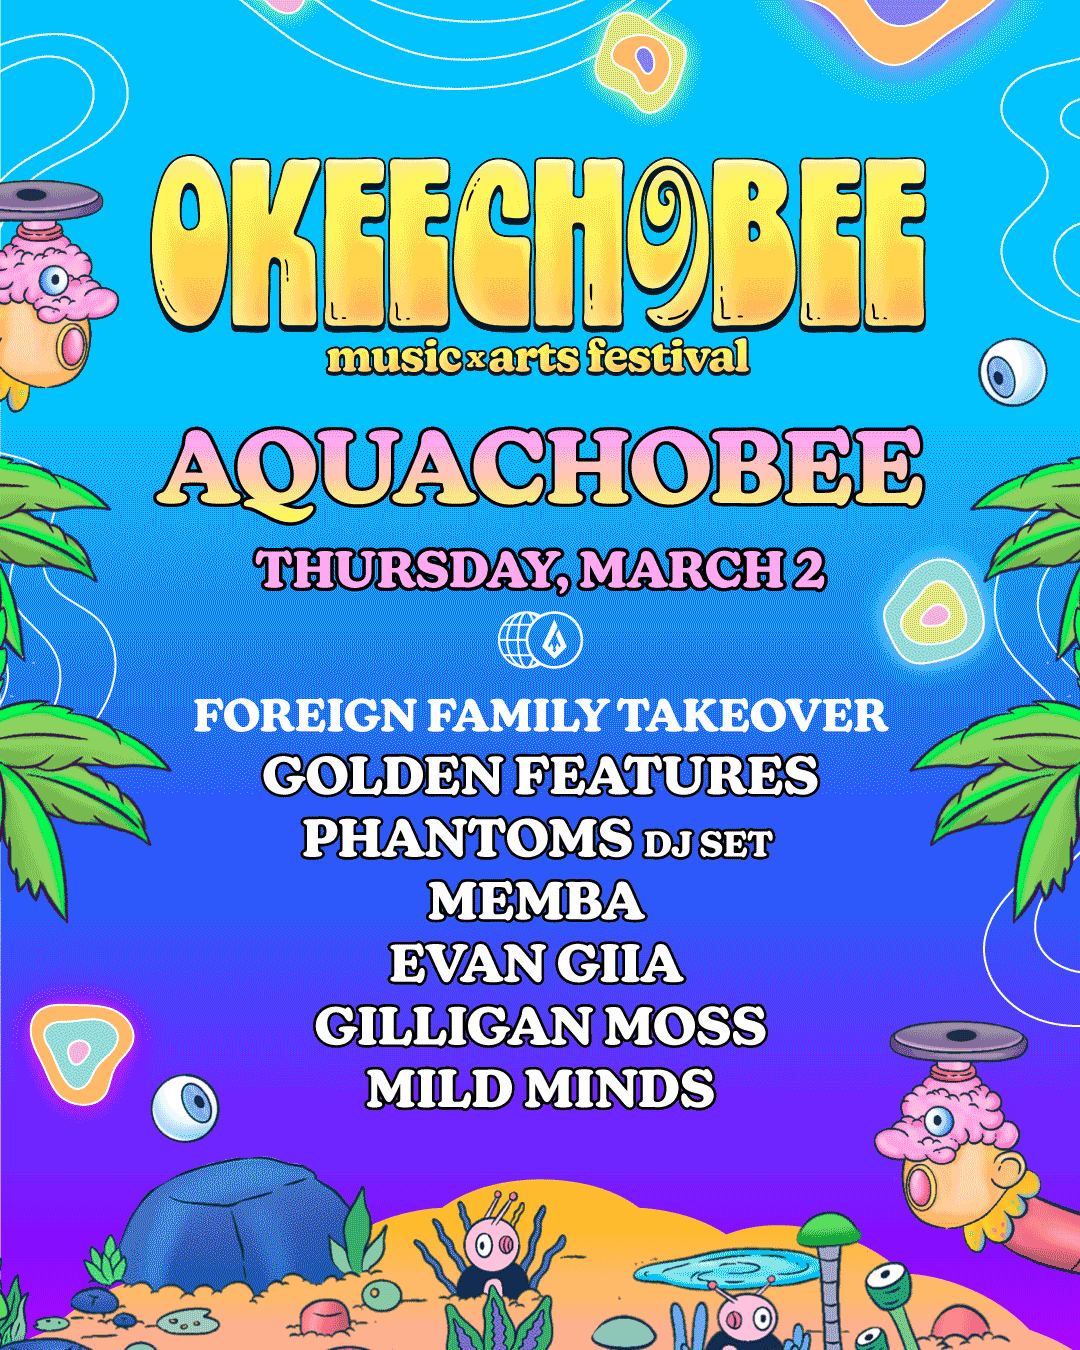 OKEECHOBEE
music x arts festival
AQUACHOBEE
THURSDAY, MARCH 2
FOREIGN FAMILY TAKEOVER
GOLDEN FEATURES
PHANTOMS DJ SET
MEMBA
EVAN GIIA
GILLIGAN MOSS
MILD MINDS